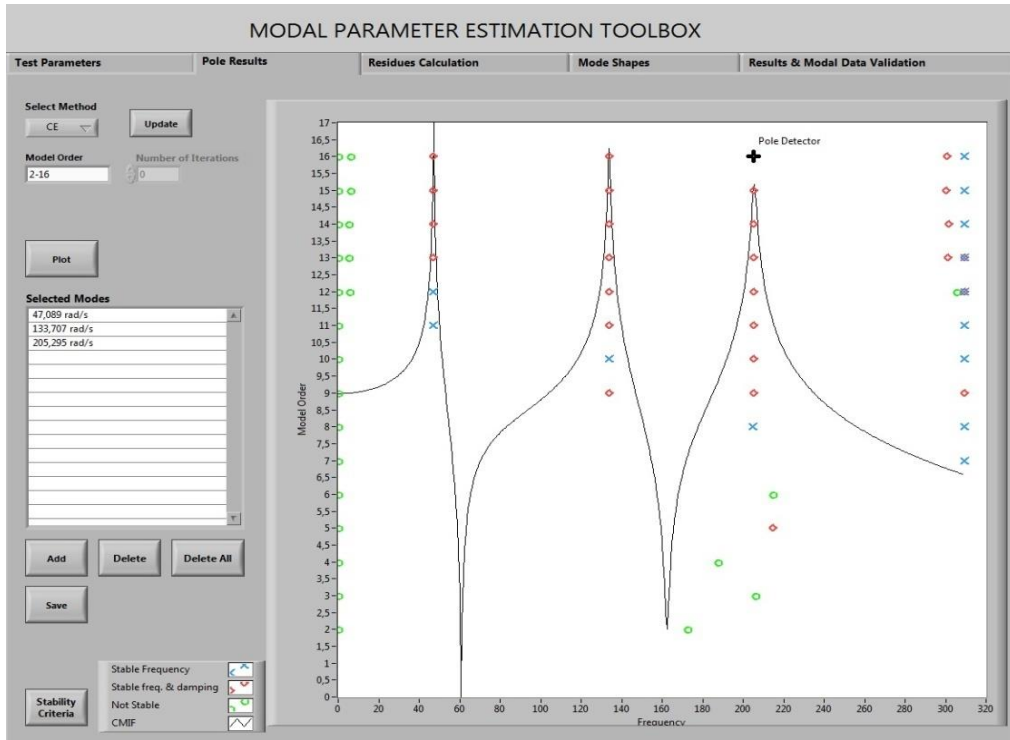 MODAL PARAMETER ESTIMATION TOOLBOX
Test Parameters
Pole Results
Residues Calculation
Mode Shapes
Results & Modal Data Validation
Select Method
CE
Update
Model Order
Number of Iterations
2-16
0
Plot
Selected Modes
47,089 rad/s
133,707 rad/s
205,295 rad/s
Add
Delete
Delete All
Save
Stability
Criteria
Stable Frequency
Stable freq. & damping
Not Stable
CMIF
Pole Detector
Model Order
17
16,5
16
15,5
15
14,5
14
13,5
13
12,5
12
11,5
11
10,5
10
9,5
9
8,5
8
7,5
7
6,5
6
5,5
5
4,5
4
3,5
3
2,5
2
1,5
1
0,5
0
0 20 40 60 80 100 120 140 160 180 200 220 240 260 280 300 320
Frequency